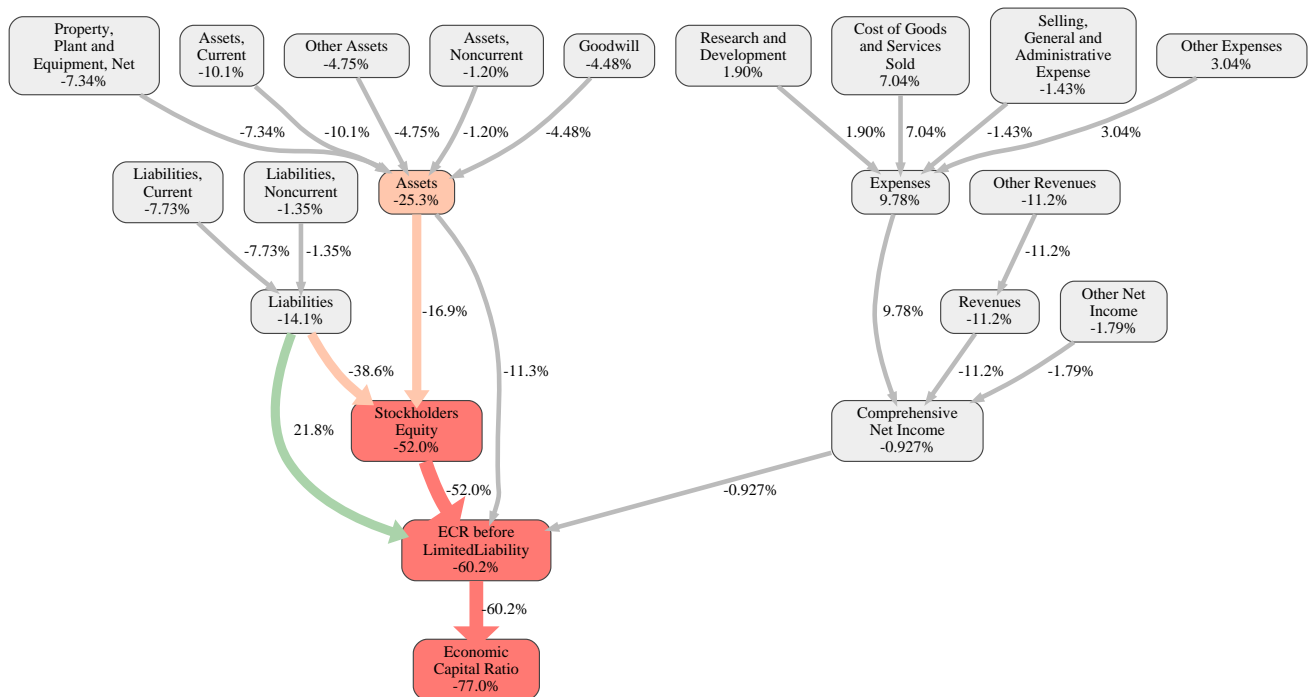 Property,
Plant and
Equipment, Net
-7.34%
Assets,
Current
-10.1%
Other Assets
-4.75%
Assets,
Noncurrent
-1.20%
Goodwill
-4.48%
Research and
Development
1.90%
Cost of Goods
and Services
Sold
7.04%
Selling,
General and
Administrative
Expense
-1.43%
Other Expenses
3.04%
-7.34%
-10.1%
-4.75%
-1.20%
-4.48%
1.90%
7.04%
-1.43%
3.04%
Liabilities,
Current
-7.73%
Liabilities,
Noncurrent
-1.35%
Assets
-25.3%
Expenses
9.78%
Other Revenues
-11.2%
-7.73%
-1.35%
-11.2%
Liabilities
-14.1%
-16.9%
9.78%
Revenues
-11.2%
Other Net
Income
-1.79%
-38.6%
-11.3%
-11.2%
-1.79%
21.8%
Stockholders
Equity
-52.0%
Comprehensive
Net Income
-0.927%
-52.0%
-0.927%
ECR before
LimitedLiability
-60.2%
-60.2%
Economic
Capital Ratio
-77.0%